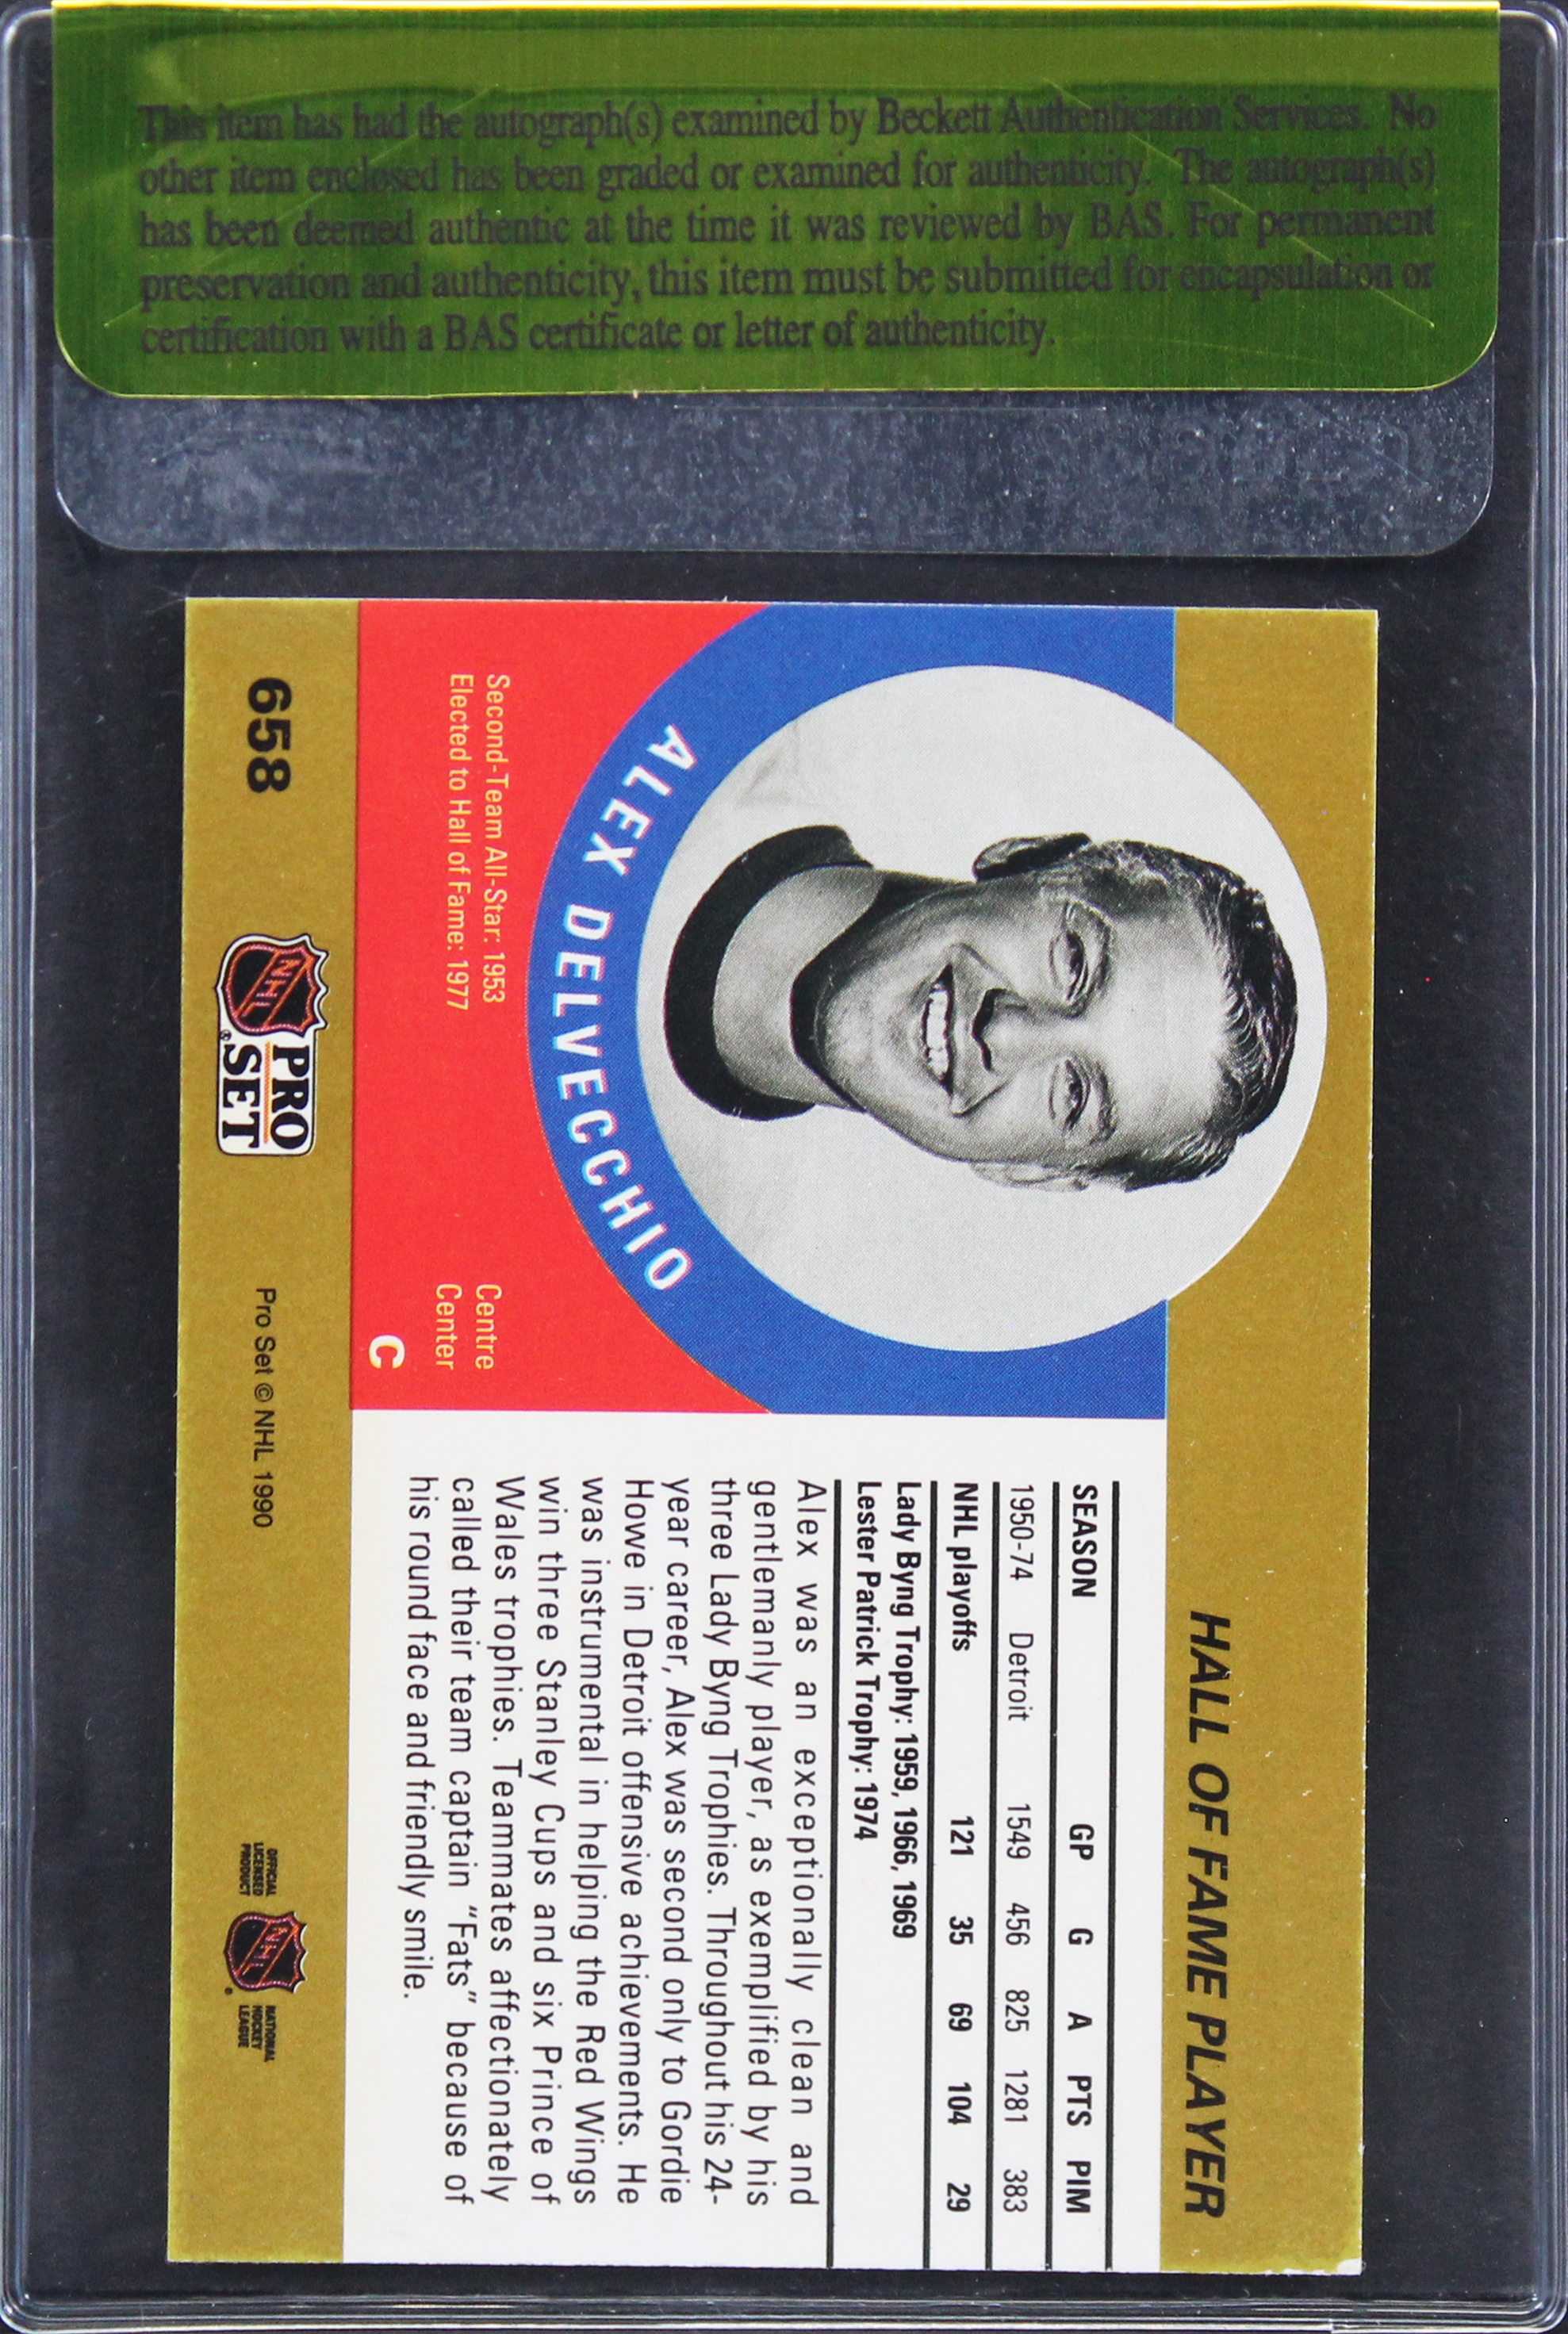 This item has had the autograph(s) examined by Beckett Authentication Services. No
other item enclosed has been graded or examined for authenticity. The autograph(s)
has been deemed authentic at the time it was reviewed by BAS. For permanent
preservation and authenticity, this item must be submitted for encapsulation or
certification with a BAS certificate or letter of authenticity.
HALL OF FAME PLAYER
ALEX DELVECCHIO
Second-Team All-Star: 1953
Elected to Hall of Fame: 1977
Centre
Center
C
SEASON GP G A PTS PIM
1950-74 Detroit 1549 456 825 1281 383
NHL playoffs 121 35 69 104 29
Lady Byng Trophy: 1959, 1966, 1969
Lester Patrick Trophy: 1974
Alex was an exceptionally clean and
gentlemanly player, as exemplified by his
three Lady Byng Trophies. Throughout his 24-
year career, Alex was second only to Gordie
Howe in Detroit offensive achievements. He
was instrumental in helping the Red Wings
win three Stanley Cups and six Prince of
Wales trophies. Teammates affectionately
called their team captain “Fats” because of
his round face and friendly smile.
658
NHL
PRO
SET®
Pro Set © NHL 1990
OFFICIAL
LICENSED
PRODUCT
NHL®
NATIONAL
HOCKEY
LEAGUE